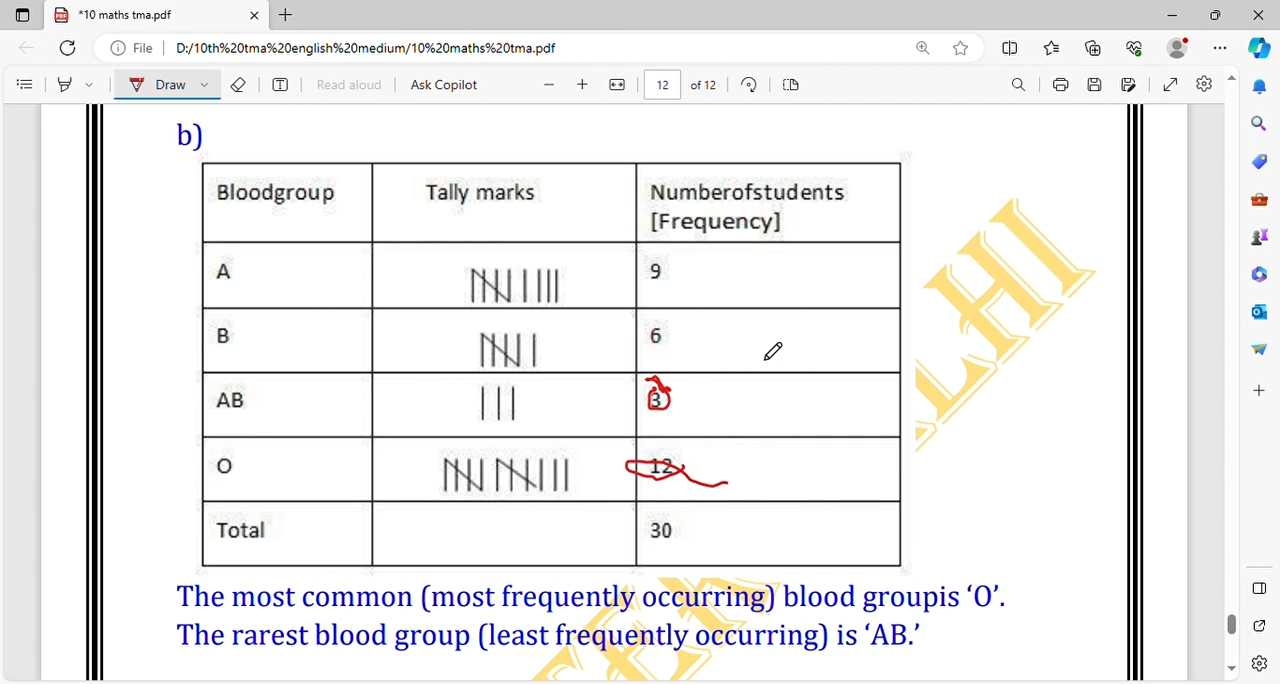 *10 maths tma.pdf
File D:/10th%20tma%20english%20medium/10%20maths%20tma.pdf
Draw Read aloud Ask Copilot 12 of 12
b)
Bloodgroup Tally marks Numberofstudents
[Frequency]
A 9
B 6
AB 3
O 12
Total 30
The most common (most frequently occurring) blood groupis ‘O’.
The rarest blood group (least frequently occurring) is ‘AB.’